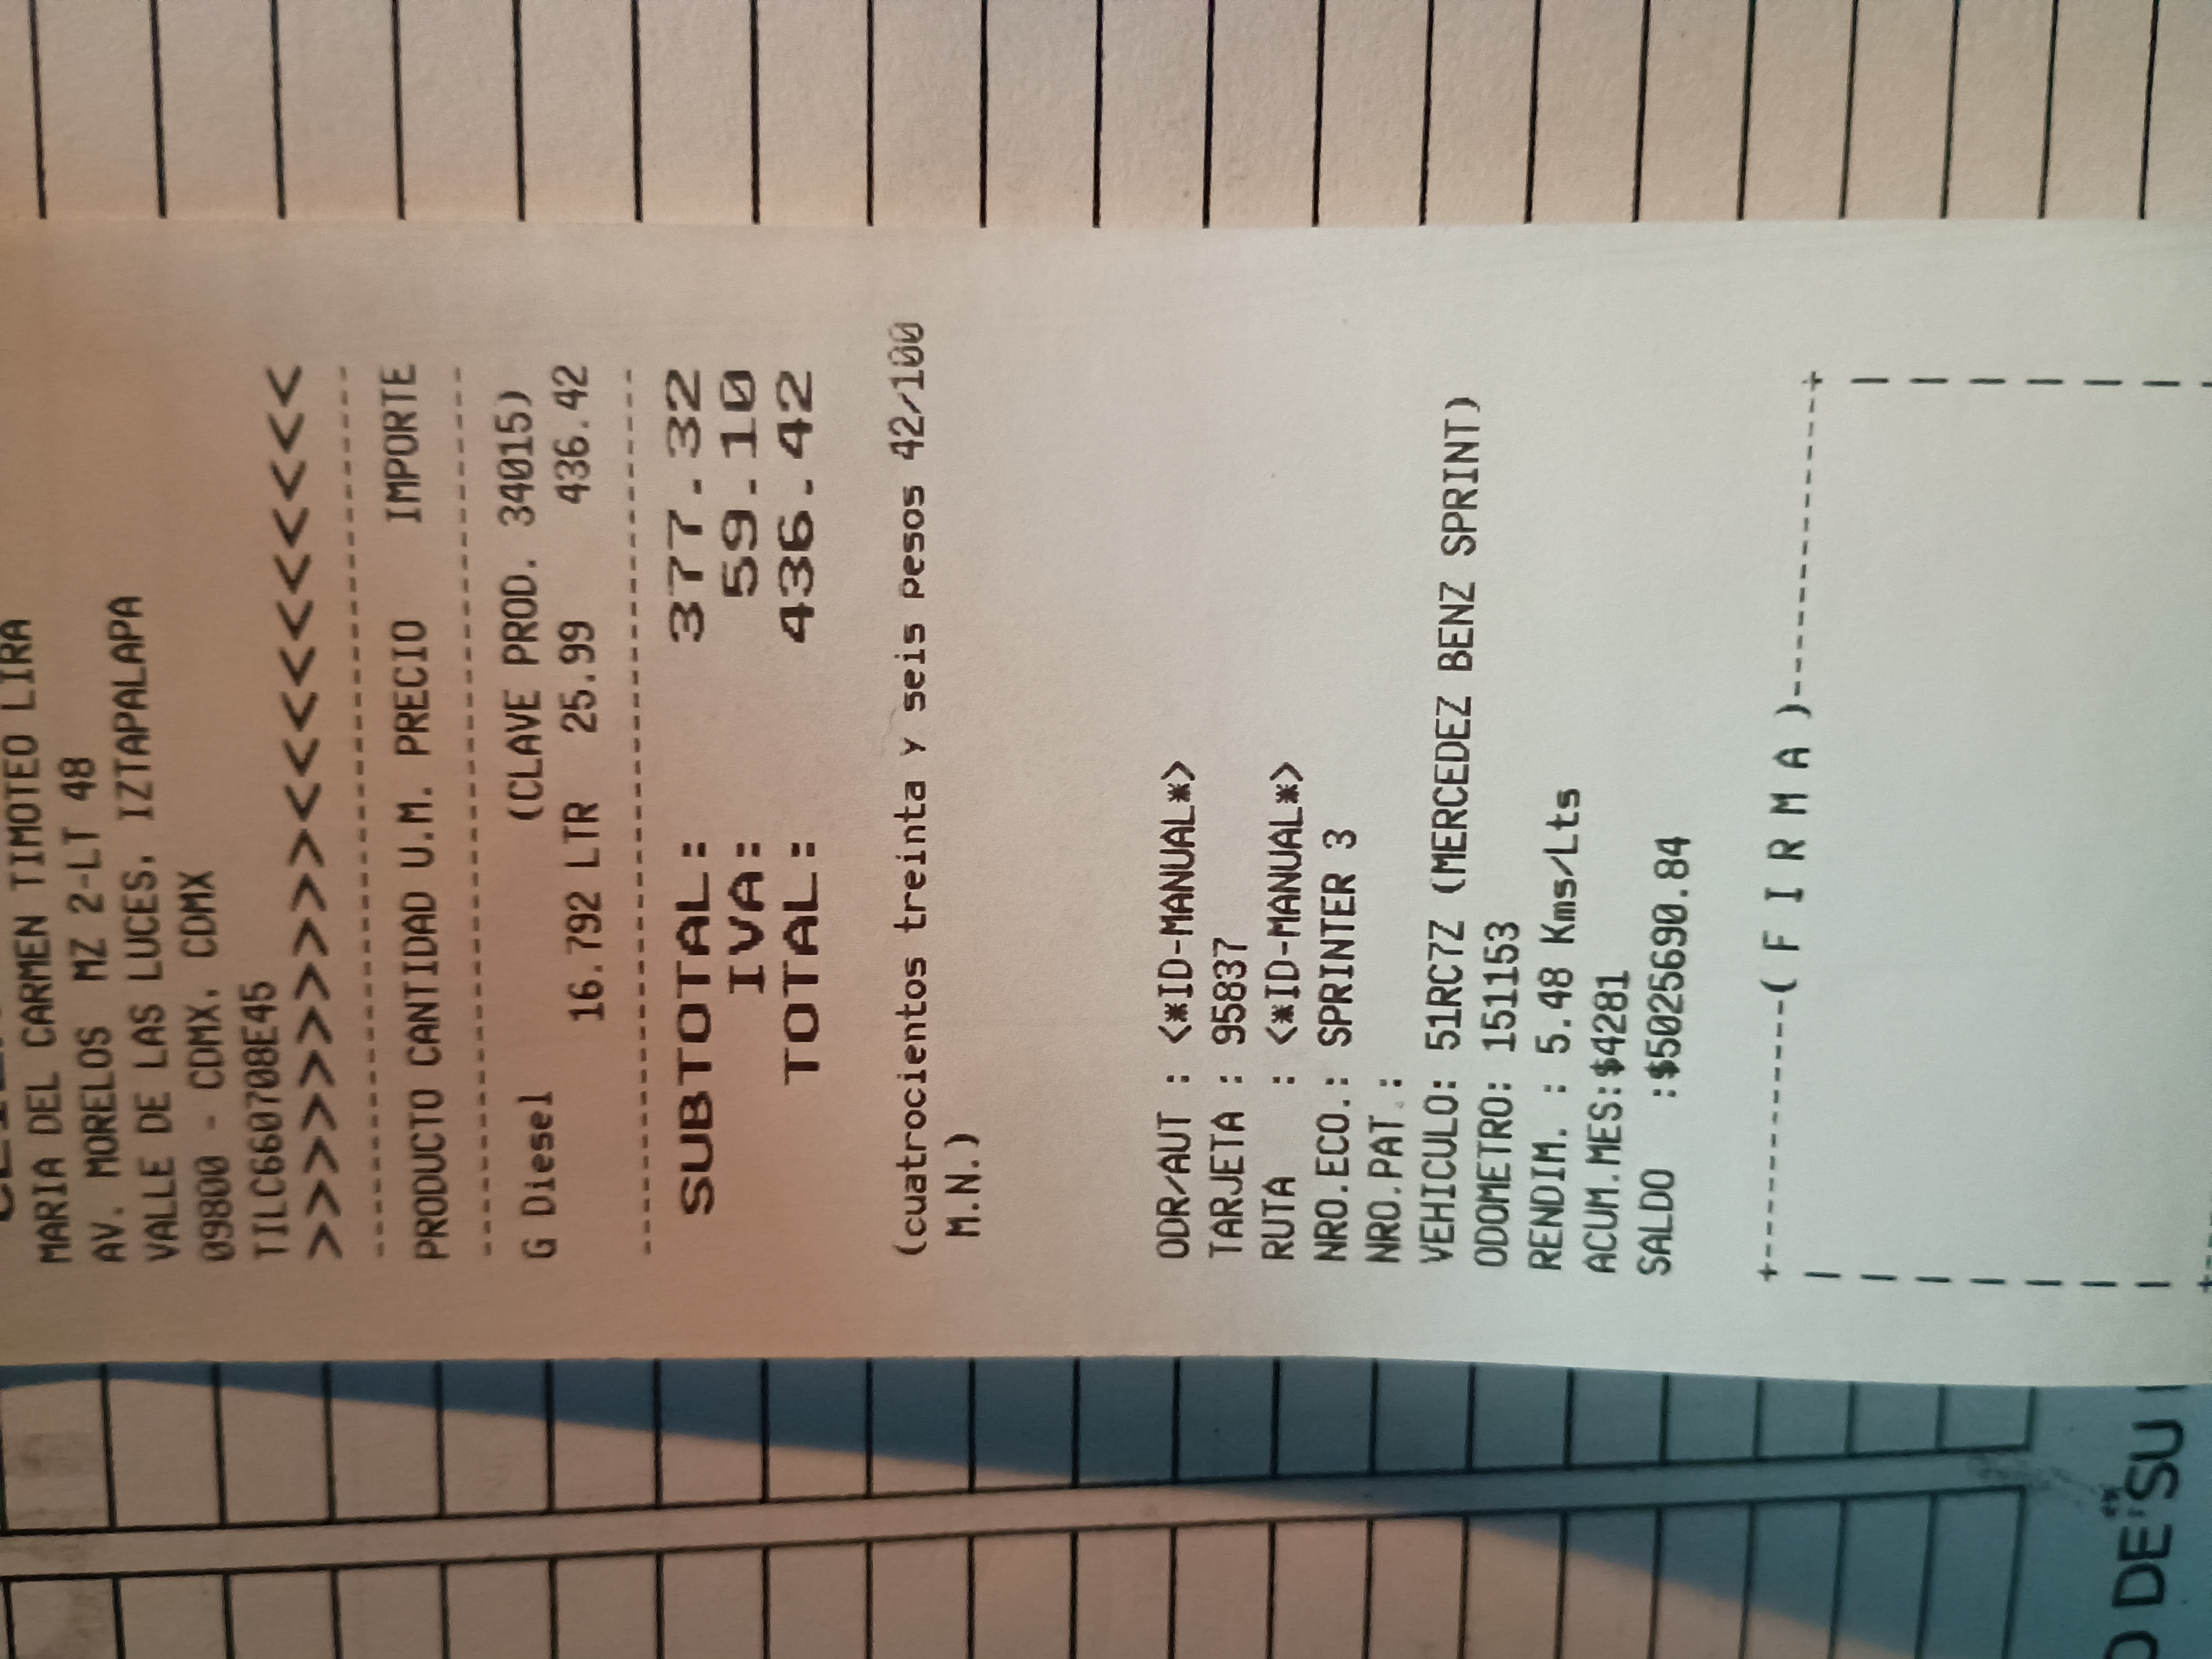 MARIA DEL CARMEN TIMOTEO LIRA
AV. MORELOS MZ 2-LT 48
VALLE DE LAS LUCES, IZTAPALAPA
09800 - CDMX, CDMX
TILC660708E45
>>>>>>>>>><<<<<<<<<<
--------------------------------
PRODUCTO CANTIDAD U.M. PRECIO IMPORTE
--------------------------------
G Diesel (CLAVE PROD. 34015)
16.792 LTR 25.99 436.42
--------------------------------
SUBTOTAL: 377.32
IVA: 59.10
TOTAL: 436.42
(cuatrocientos treinta y seis pesos 42/100
M.N.)
ODR/AUT : <*ID-MANUAL*>
TARJETA : 95837
RUTA : <*ID-MANUAL*>
NRO.ECO.: SPRINTER 3
NRO.PAT.:
VEHICULO: 51RC7Z (MERCEDEZ BENZ SPRINT)
ODOMETRO: 151153
RENDIM. : 5.48 Kms/Lts
ACUM.MES:$4281
SALDO :$5025690.84
+-----------( F I R M A )-----------+
DE SU